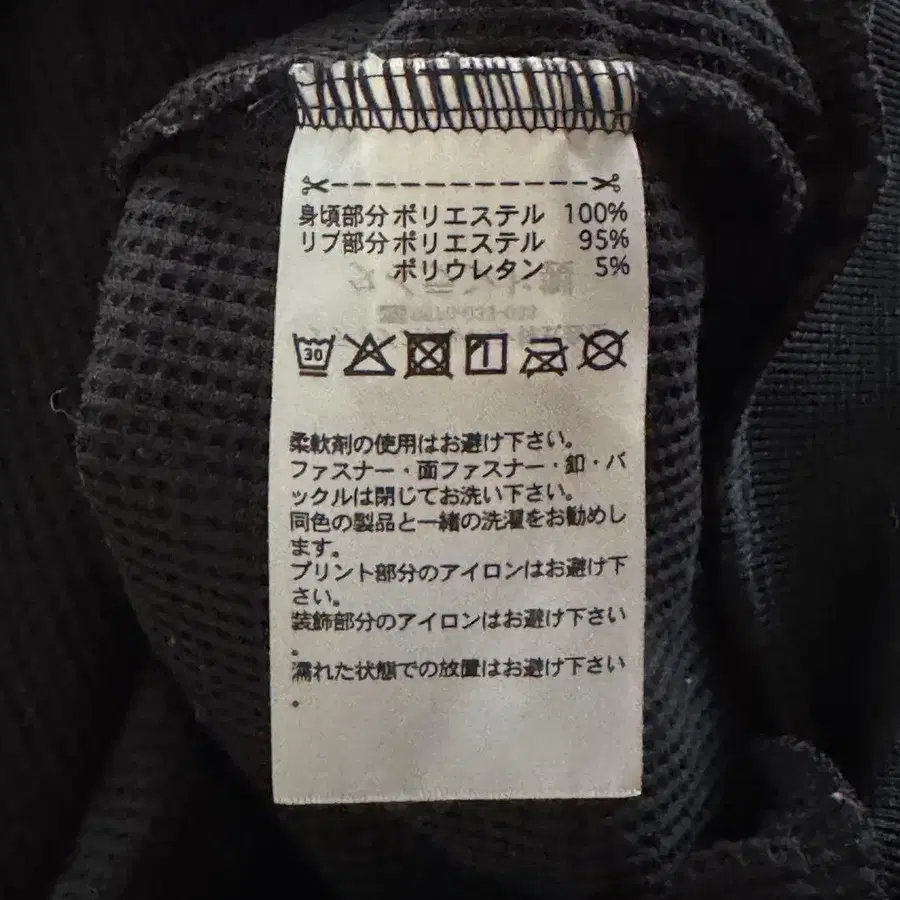 身頃部分 ポリエステル 100%
リブ部分 ポリエステル 95%
ポリウレタン 5%
30
柔軟剤の使用はお避け下さい。
ファスナー・面ファスナー・釦・バ
ックルは閉じてお洗い下さい。
同色の製品と一緒の洗濯をお勧めし
ます。
プリント部分のアイロンはお避け下
さい。
装飾部分のアイロンはお避け下さい
。
濡れた状態での放置はお避け下さい
。